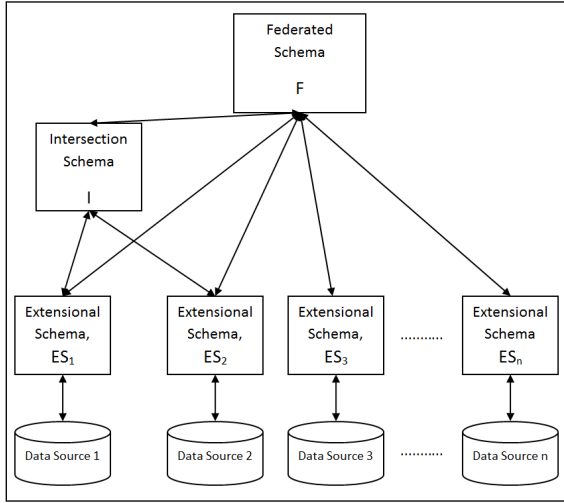 Federated
Schema
F
Intersection
Schema
I
Extensional
Schema,
ES₁
Extensional
Schema,
ES₂
Extensional
Schema,
ES₃
...........
Extensional
Schema
ESₙ
Data Source 1
Data Source 2
Data Source 3
...........
Data Source n